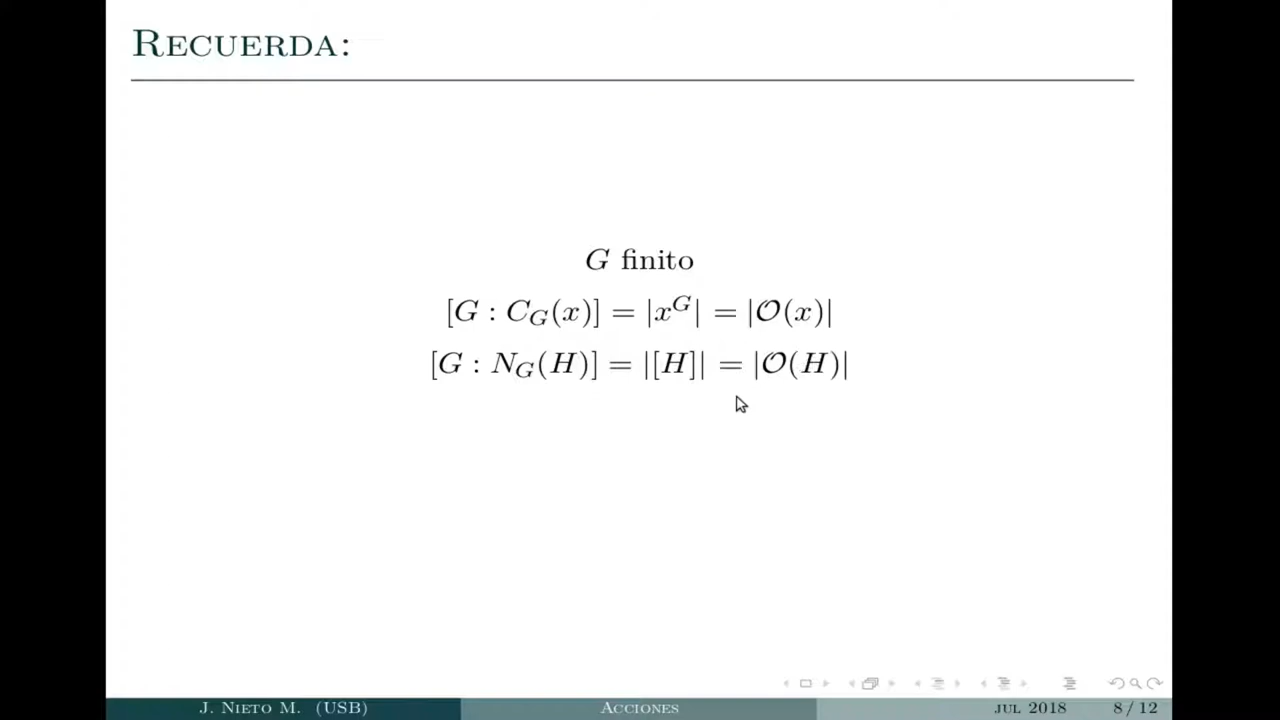 RECUERDA:
G finito
[G : C_G(x)] = |x^G| = |𝒪(x)|
[G : N_G(H)] = |[H]| = |𝒪(H)|
J. NIETO M. (USB) ACCIONES JUL 2018 8 / 12